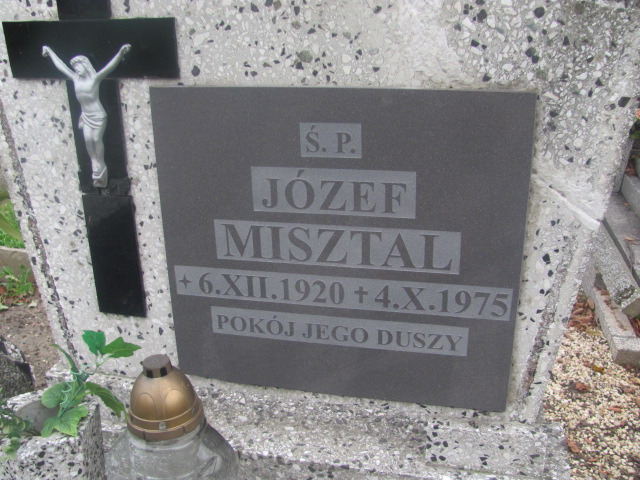 Ś. P.
JÓZEF
MISZTAL
✦ 6.XII.1920 ✝ 4.X.1975
POKÓJ JEGO DUSZY